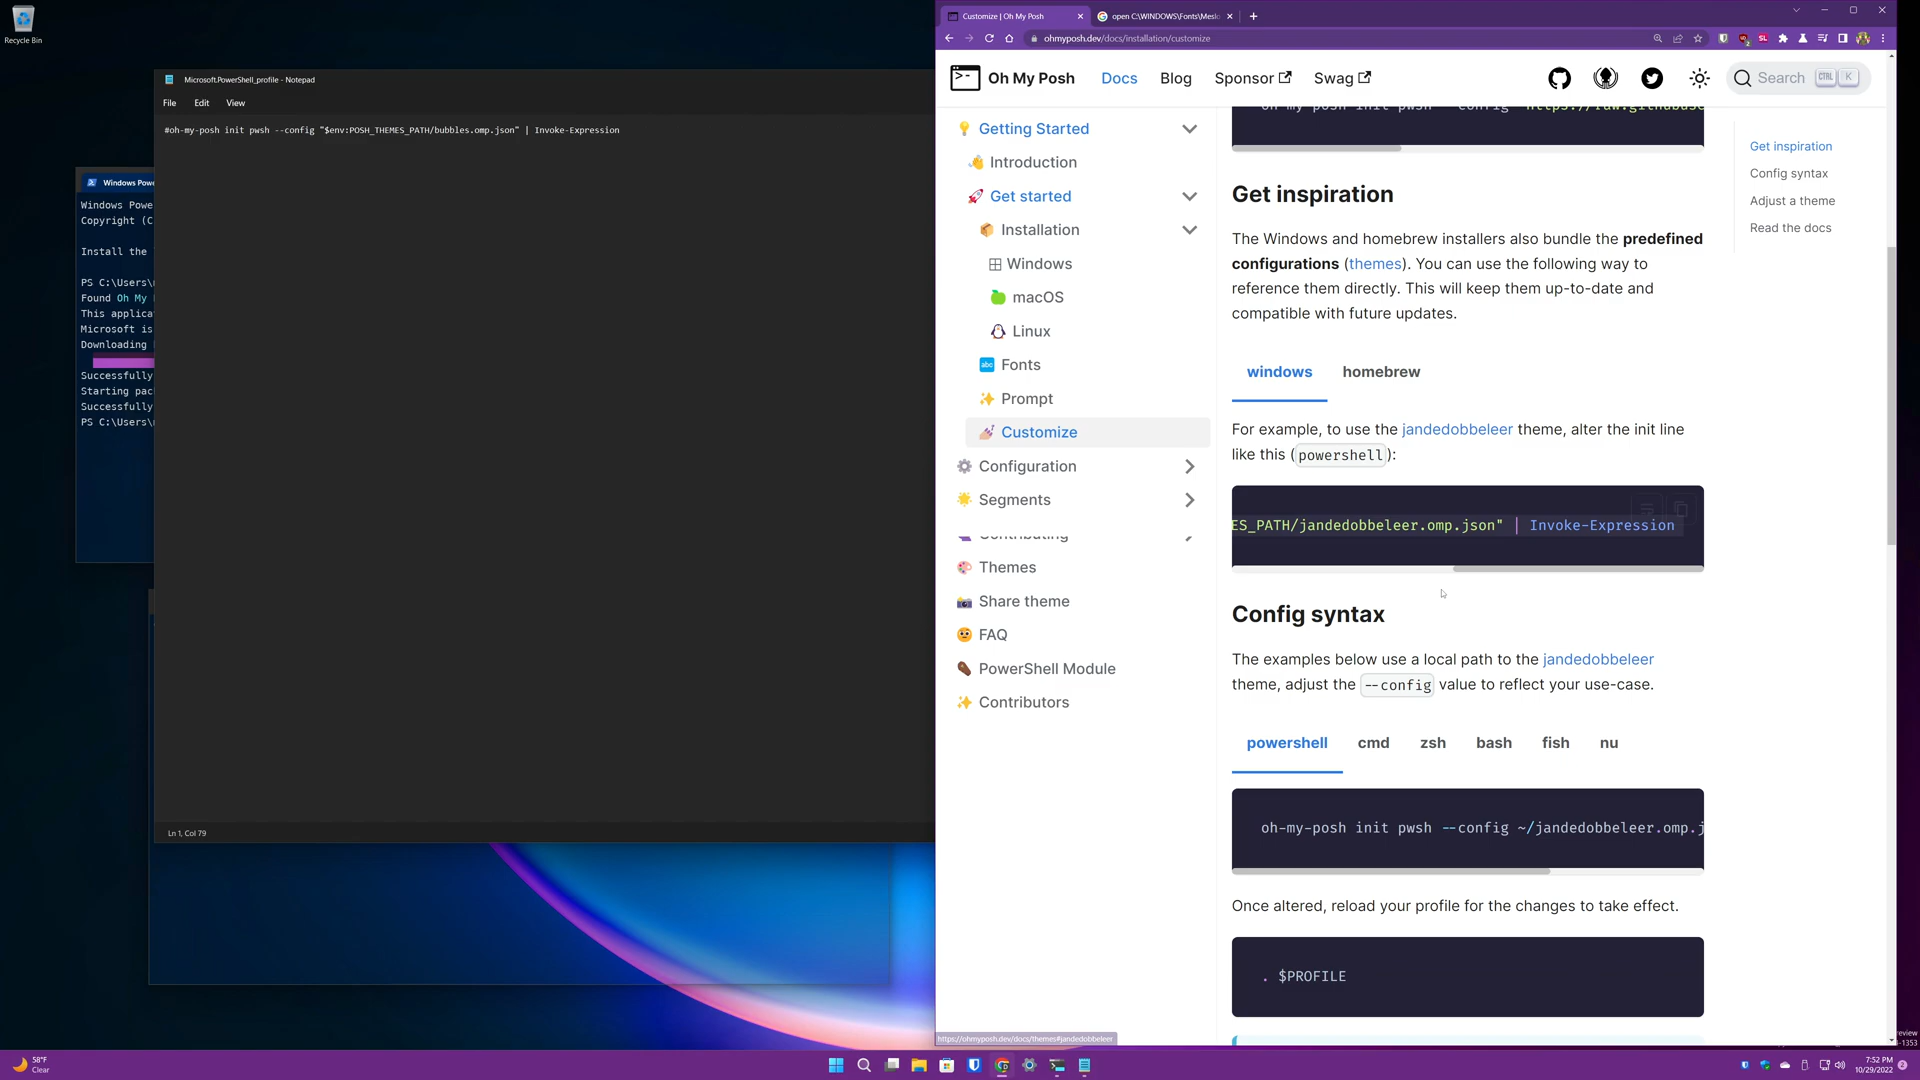 Recycle Bin
Microsoft.PowerShell_profile - Notepad
File Edit View
#oh-my-posh init pwsh --config "$env:POSH_THEMES_PATH/bubbles.omp.json" | Invoke-Expression
Ln 1, Col 79
Windows Powe
Windows Powe
Copyright (C
Install the
PS C:\Users\
Found Oh My
This applica
Microsoft is
Downloading
Successfully
Starting pac
Successfully
PS C:\Users\
Customize | Oh My Posh
open C:\WINDOWS\Fonts\Meslo
ohmyposh.dev/docs/installation/customize
Oh My Posh Docs Blog Sponsor Swag Search CTRL K
Getting Started
Introduction
Get started
Installation
Windows
macOS
Linux
Fonts
Prompt
Customize
Configuration
Segments
Contributing
Themes
Share theme
FAQ
PowerShell Module
Contributors
Get inspiration
The Windows and homebrew installers also bundle the predefined
configurations (themes). You can use the following way to
reference them directly. This will keep them up-to-date and
compatible with future updates.
windows homebrew
For example, to use the jandedobbeleer theme, alter the init line
like this (powershell):
ES_PATH/jandedobbeleer.omp.json" | Invoke-Expression
Config syntax
The examples below use a local path to the jandedobbeleer
theme, adjust the --config value to reflect your use-case.
powershell cmd zsh bash fish nu
oh-my-posh init pwsh --config ~/jandedobbeleer.omp.j
Once altered, reload your profile for the changes to take effect.
. $PROFILE
Get inspiration
Config syntax
Adjust a theme
Read the docs
https://ohmyposh.dev/docs/themes#jandedobbeleer
58°F
Clear
7:52 PM
10/29/2022